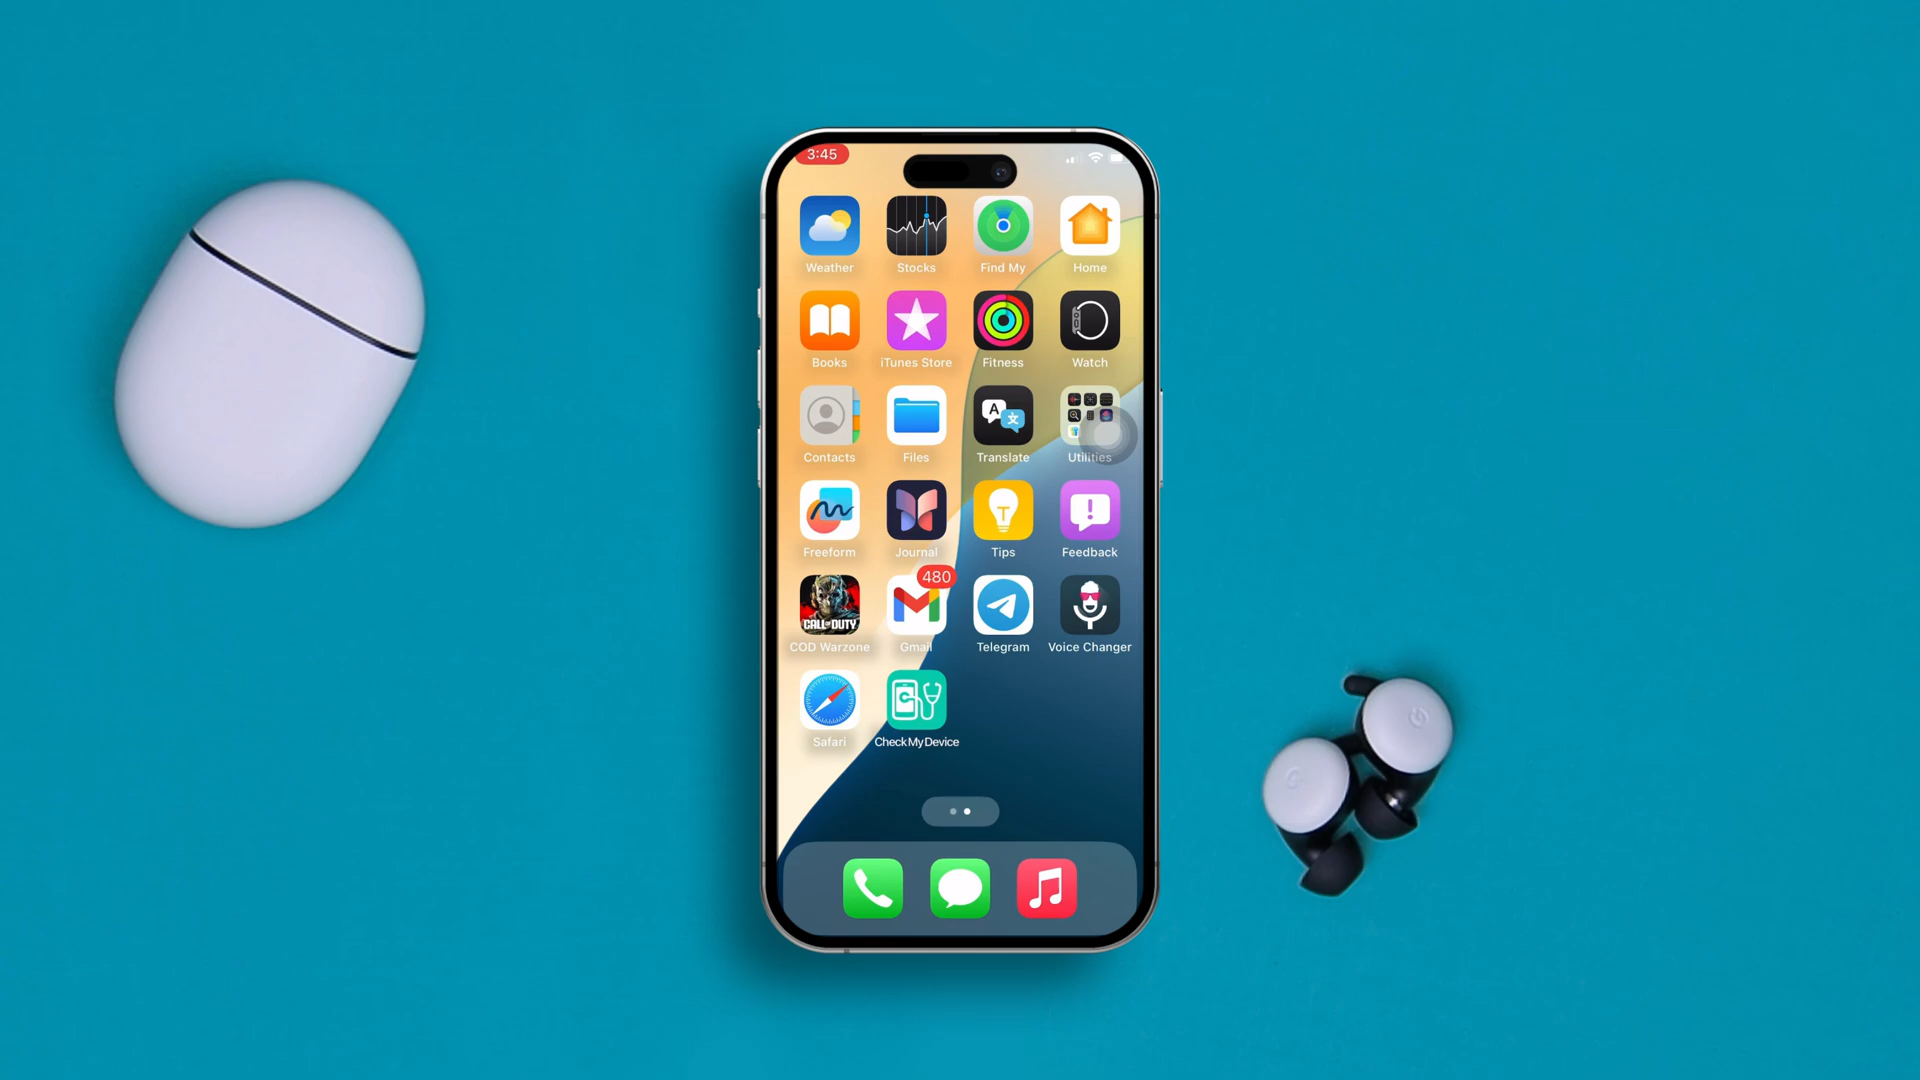 3:45
Weather Stocks Find My Home
Books iTunes Store Fitness Watch
Contacts Files Translate Utilities
Freeform Journal Tips Feedback
CALL OF DUTY
480
COD Warzone Gmail Telegram Voice Changer
Safari CheckMyDevice